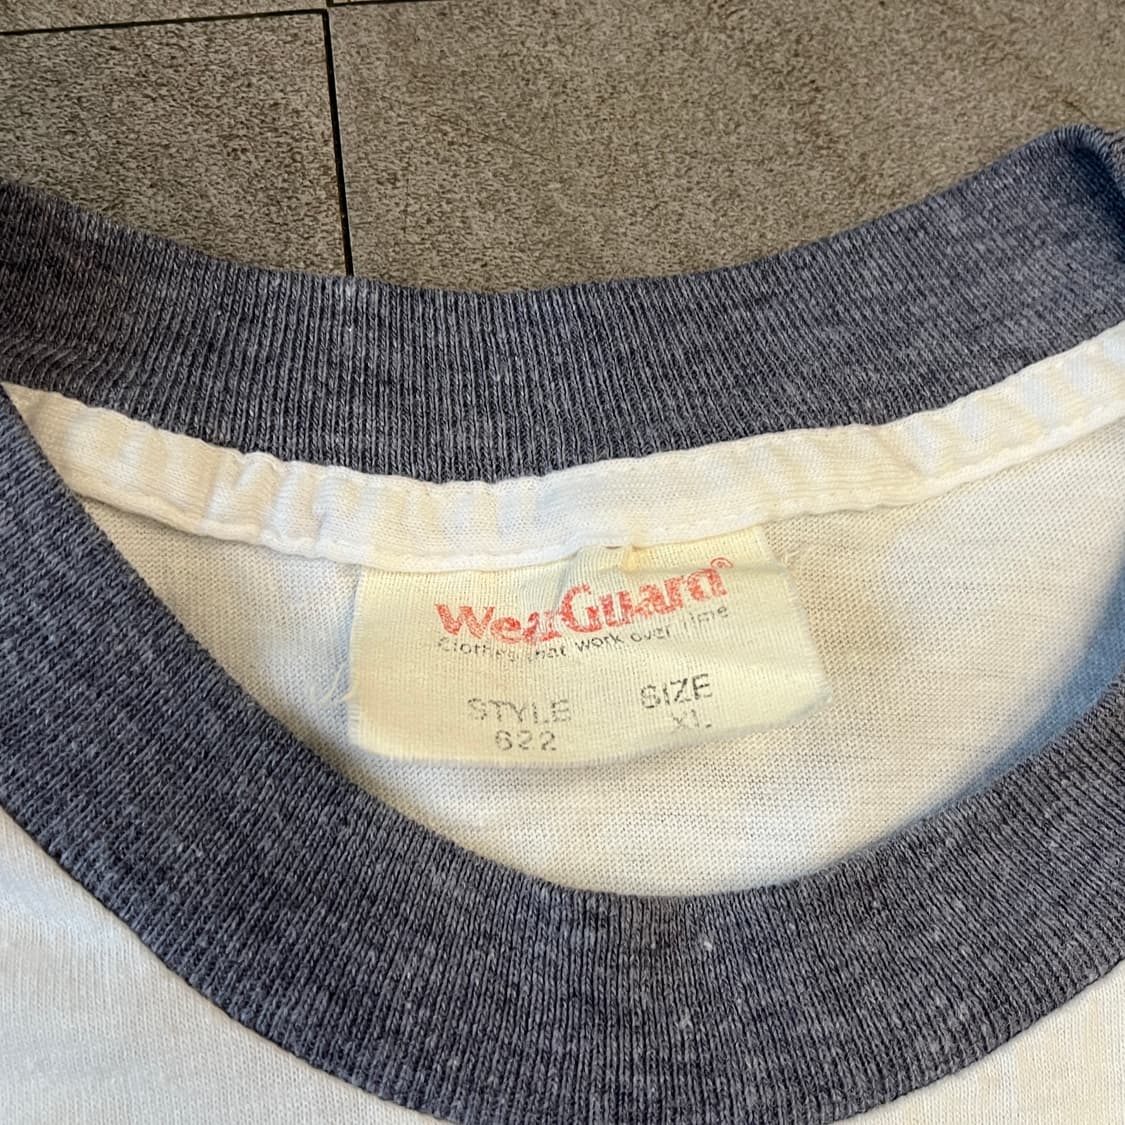 WearGuard®
Clothing that work over time
STYLE SIZE
622 XL